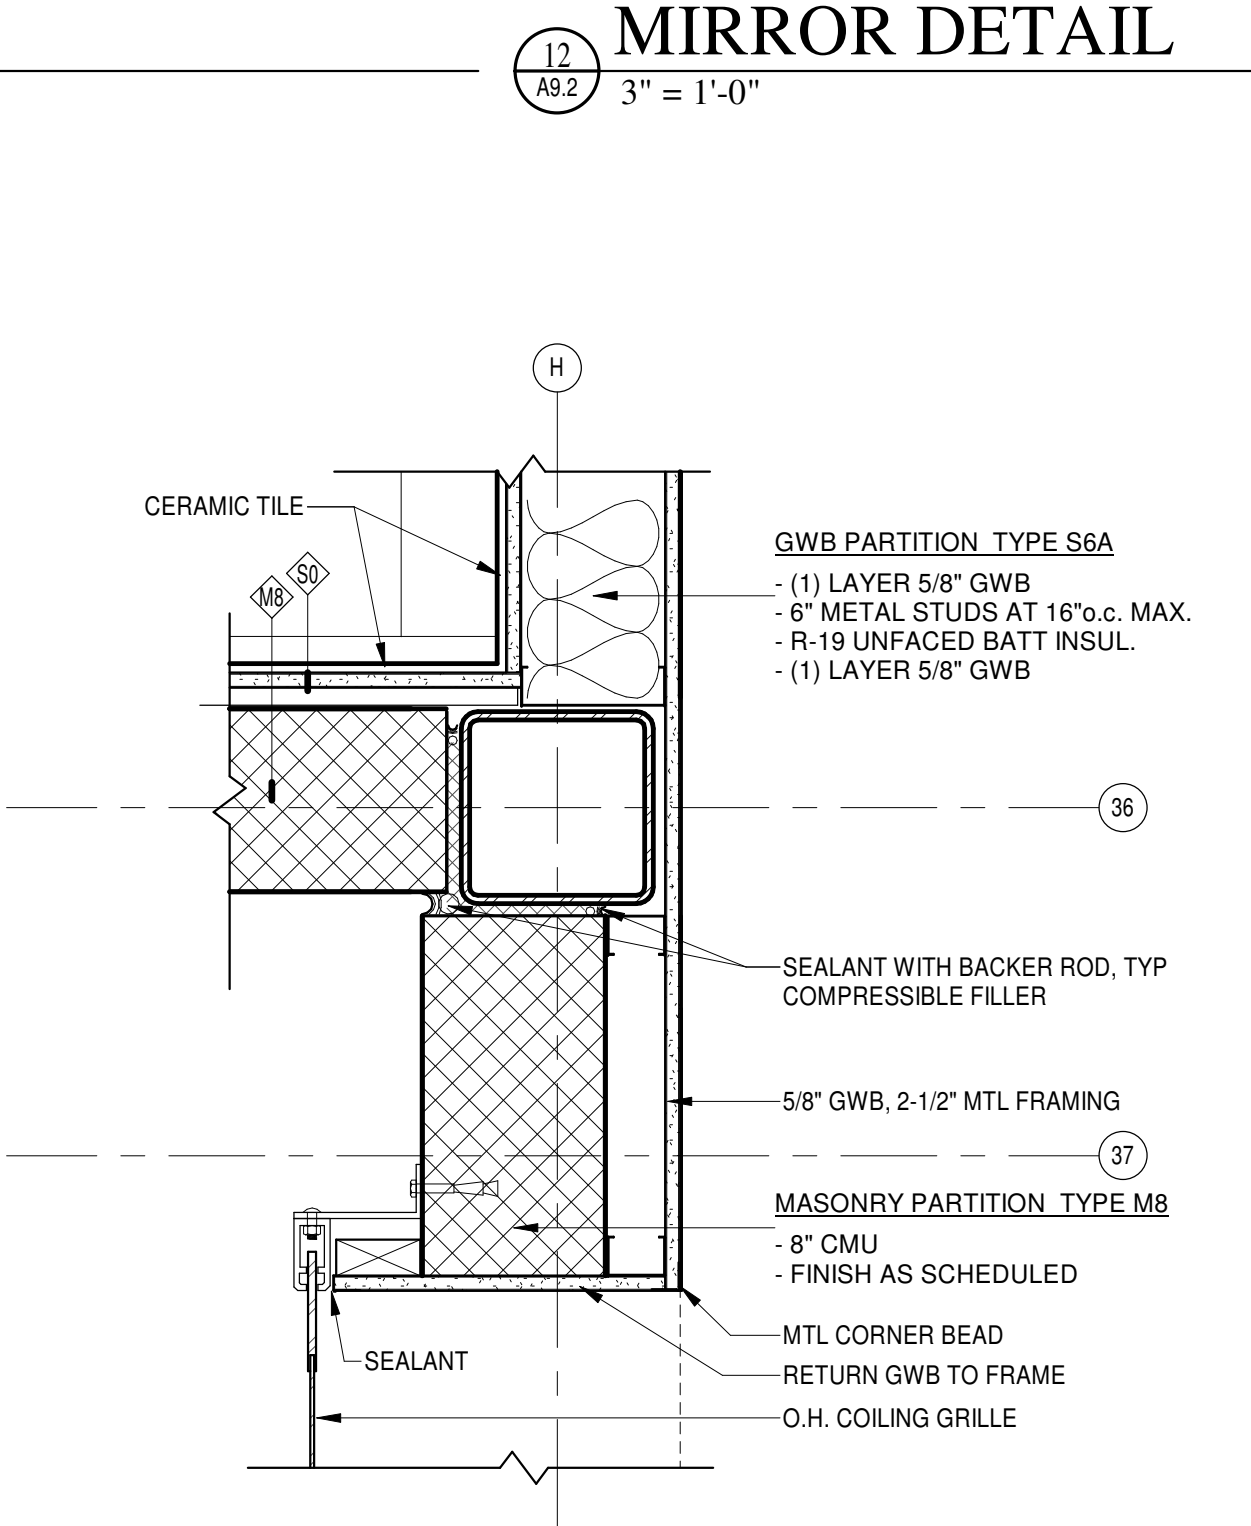 MIRROR DETAIL
12
A9.2
3" = 1'-0"
H
CERAMIC TILE
S0
M8
GWB PARTITION TYPE S6A
- (1) LAYER 5/8" GWB
- 6" METAL STUDS AT 16"o.c. MAX.
- R-19 UNFACED BATT INSUL.
- (1) LAYER 5/8" GWB
36
SEALANT WITH BACKER ROD, TYP
COMPRESSIBLE FILLER
5/8" GWB, 2-1/2" MTL FRAMING
37
MASONRY PARTITION TYPE M8
- 8" CMU
- FINISH AS SCHEDULED
MTL CORNER BEAD
SEALANT
RETURN GWB TO FRAME
O.H. COILING GRILLE